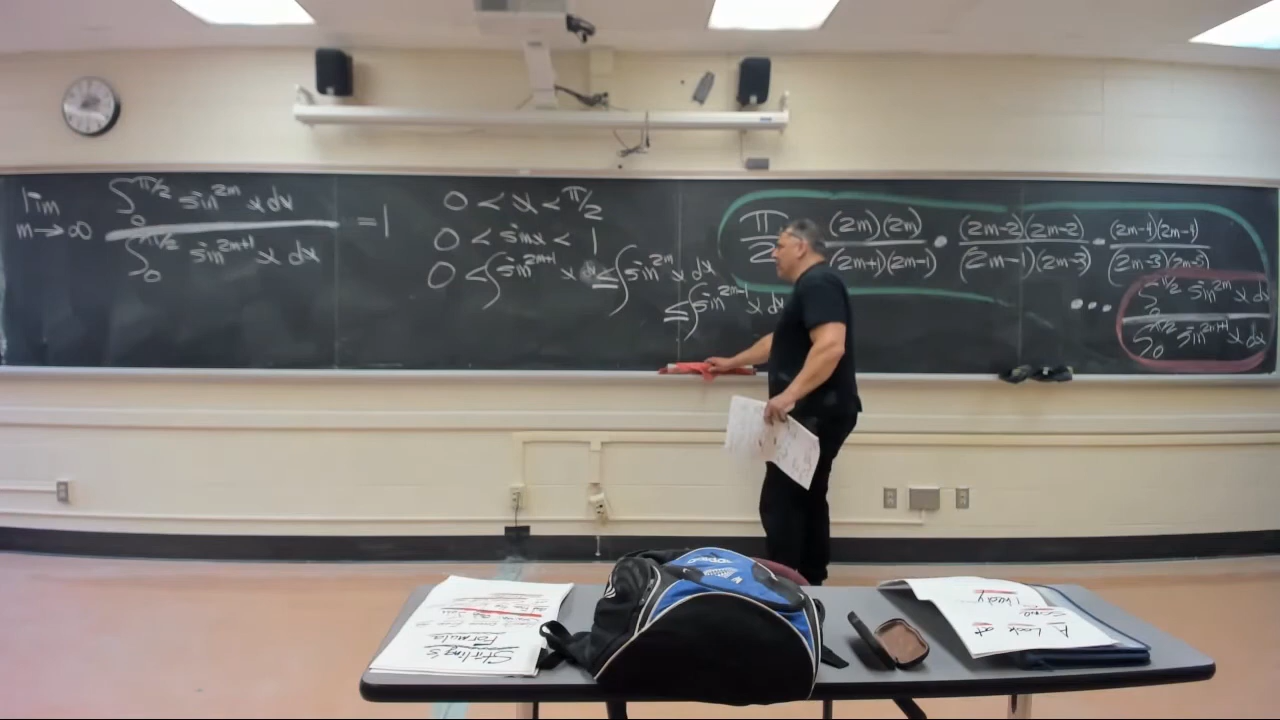 lim m→∞ ∫₀^π/2 sin^2m x dx / ∫₀^π/2 sin^2m+1 x dx = 1
0 < x < π/2
0 < sin x < 1
0 < ∫ sin^2m+1 x dx ≤ ∫ sin^2m x dx
≤ ∫ sin^2m-1 x dx
π/2 (2m)(2m)/(2m+1)(2m-1) • (2m-2)(2m-2)/(2m-1)(2m-3) • (2m-4)(2m-4)/(2m-3)(2m-5)
••• ∫₀^π/2 sin^2m x dx / ∫₀^π/2 sin^2m+1 x dx
Stirling's
Formula
A Look at
Some